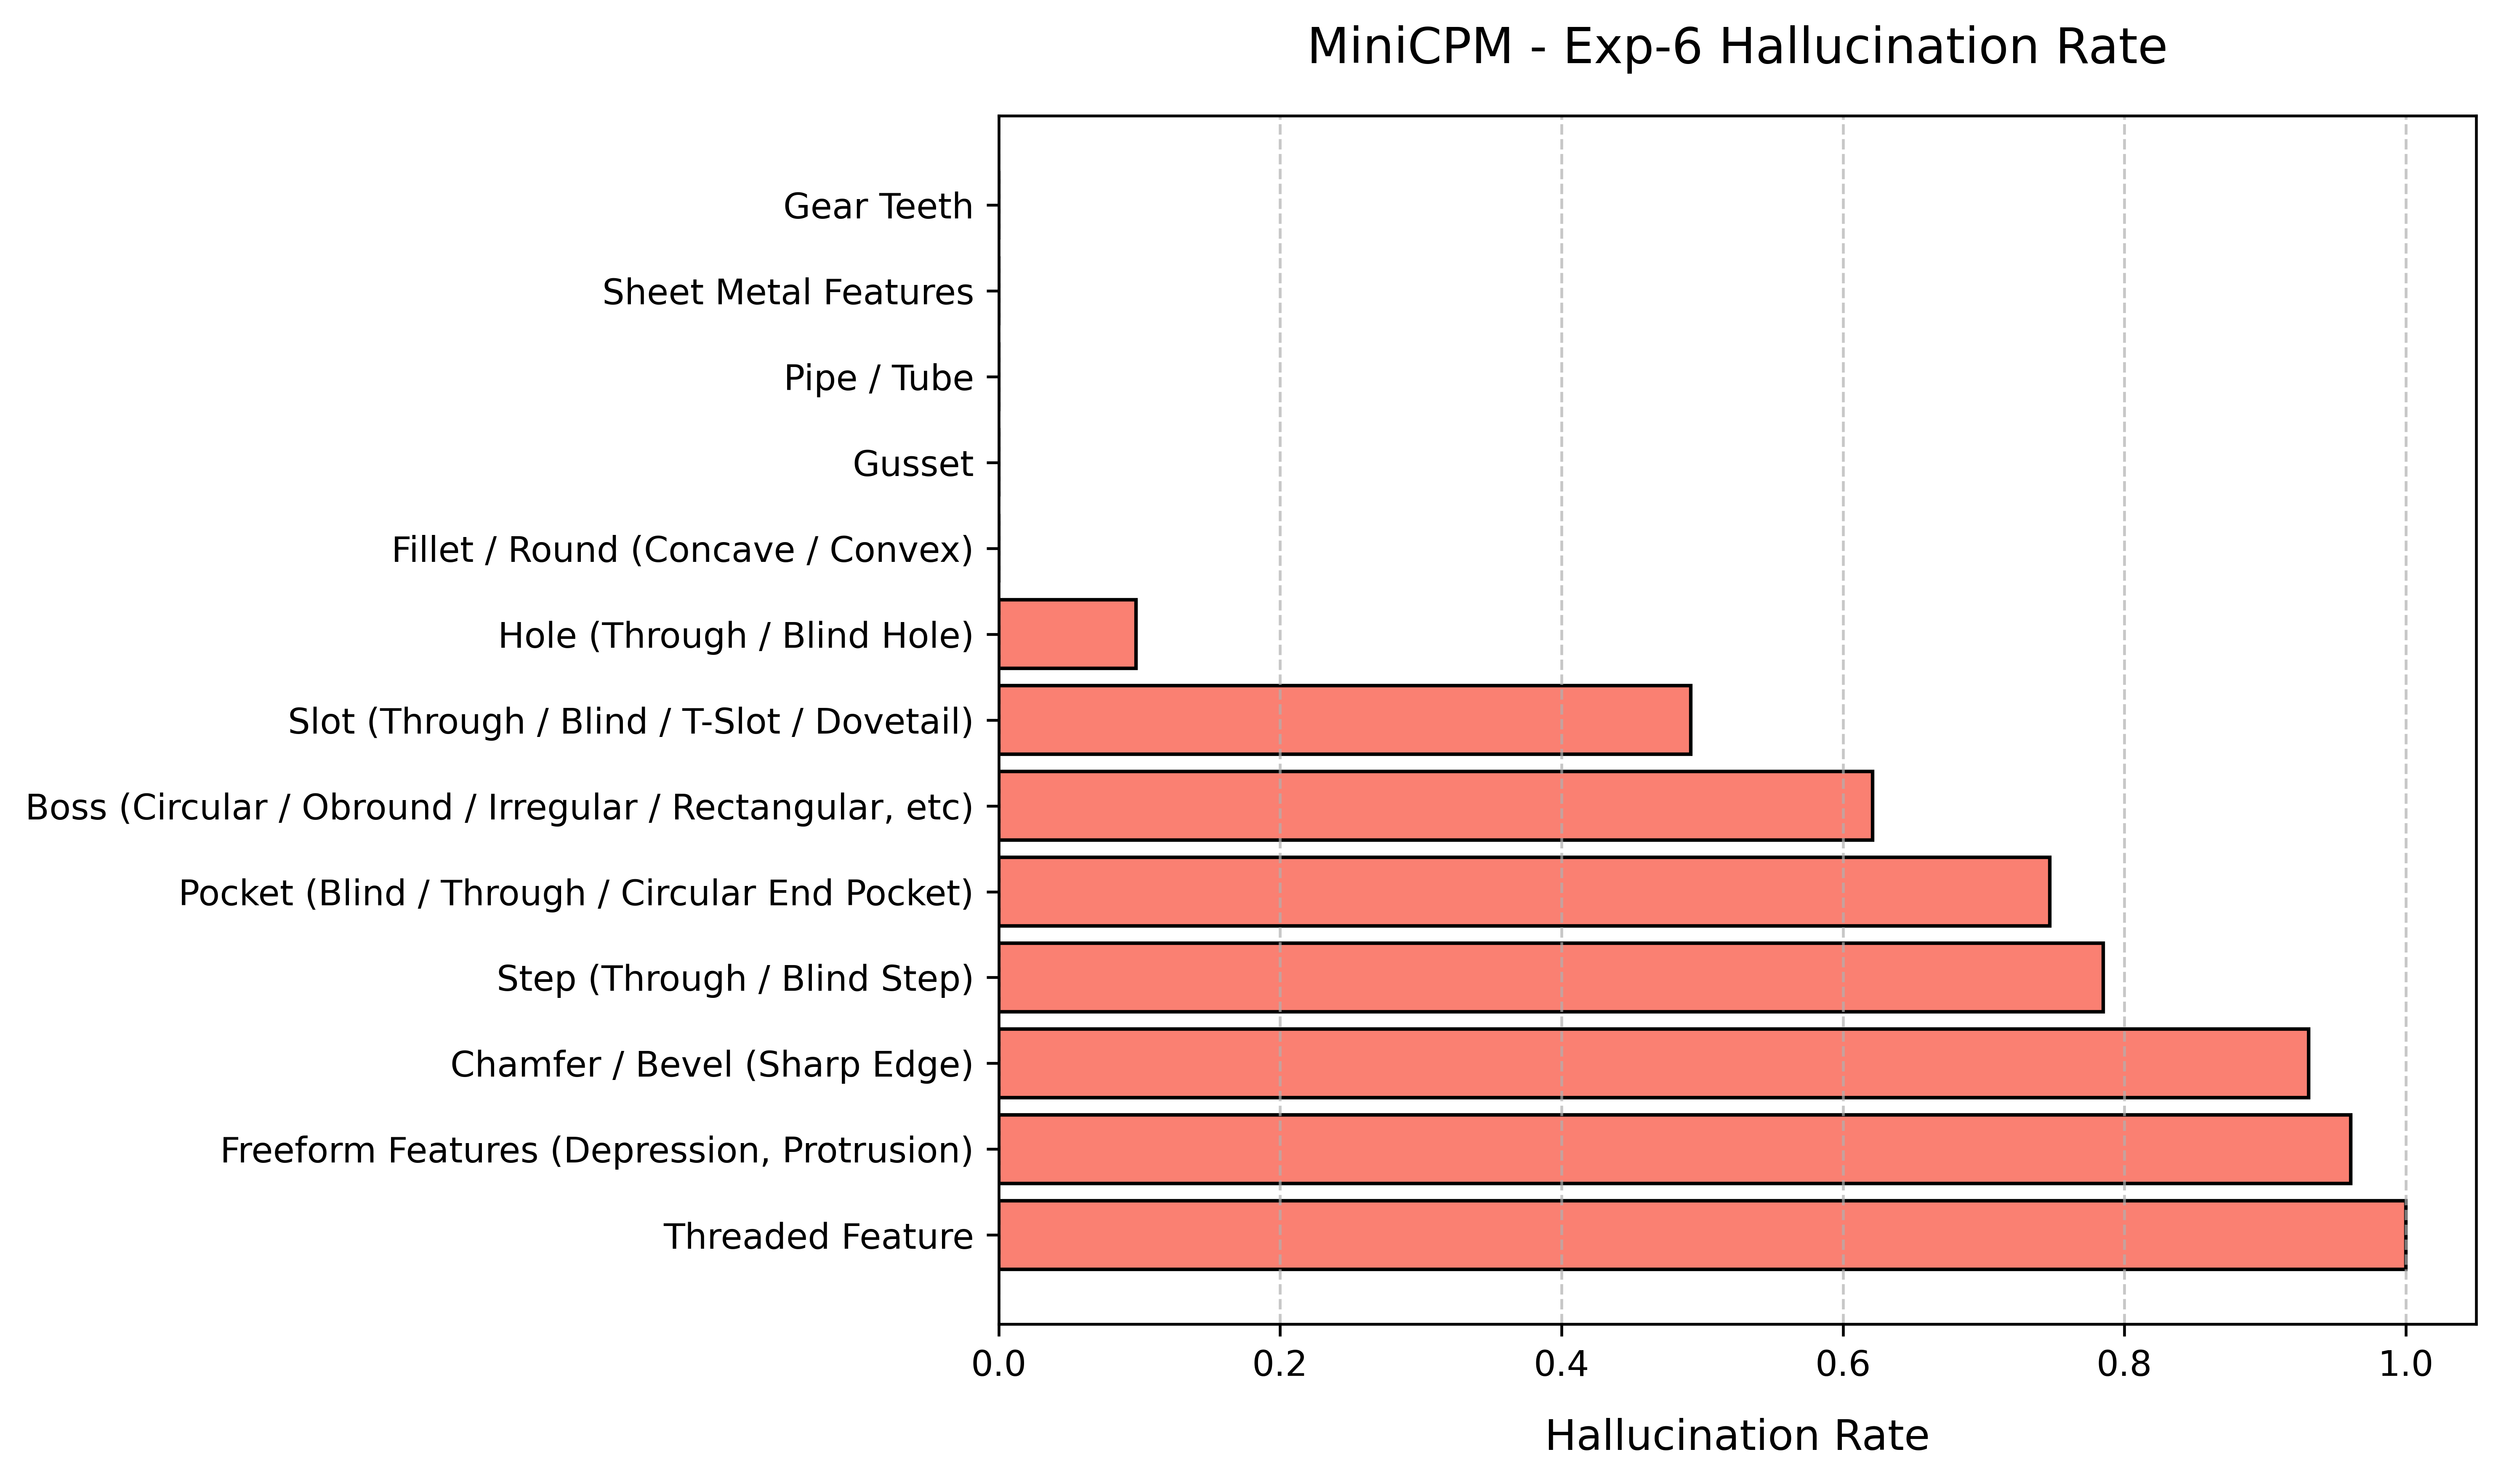 MiniCPM - Exp-6 Hallucination Rate
Gear Teeth
Sheet Metal Features
Pipe / Tube
Gusset
Fillet / Round (Concave / Convex)
Hole (Through / Blind Hole)
Slot (Through / Blind / T-Slot / Dovetail)
Boss (Circular / Obround / Irregular / Rectangular, etc)
Pocket (Blind / Through / Circular End Pocket)
Step (Through / Blind Step)
Chamfer / Bevel (Sharp Edge)
Freeform Features (Depression, Protrusion)
Threaded Feature
0.0 0.2 0.4 0.6 0.8 1.0
Hallucination Rate